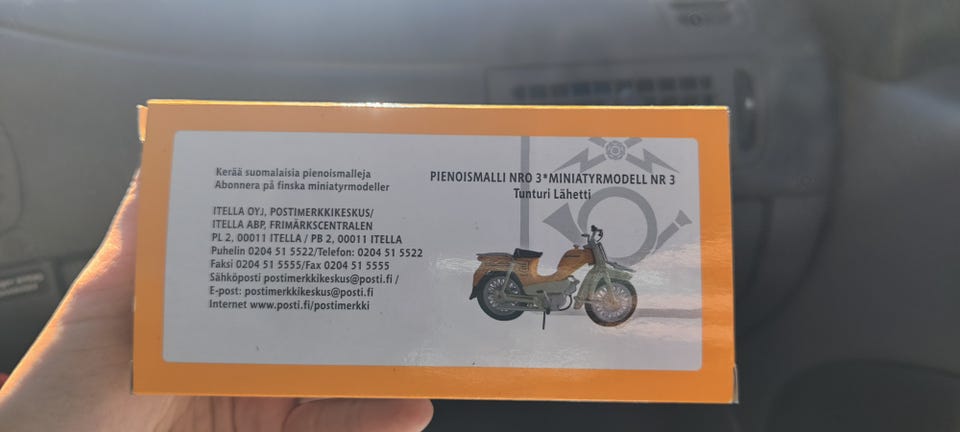 Kerää suomalaisia pienoismalleja
Abonnera på finska miniatyrmodeller
ITELLA OYJ, POSTIMERKKIKESKUS/
ITELLA ABP, FRIMÄRKSCENTRALEN
PL 2, 00011 ITELLA / PB 2, 00011 ITELLA
Puhelin 0204 51 5522/Telefon: 0204 51 5522
Faksi 0204 51 5555/Fax 0204 51 5555
Sähköposti postimerkkikeskus@posti.fi /
E-post: postimerkkikeskus@posti.fi
Internet www.posti.fi/postimerkki
PIENOISMALLI NRO 3*MINIATYRMODELL NR 3
Tunturi Lähetti